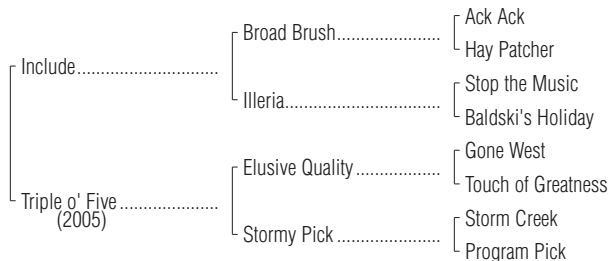 Ack Ack
Broad Brush
Hay Patcher
Include
Stop the Music
Illeria
Baldski's Holiday
Gone West
Elusive Quality
Touch of Greatness
Triple o' Five
(2005)
Storm Creek
Stormy Pick
Program Pick